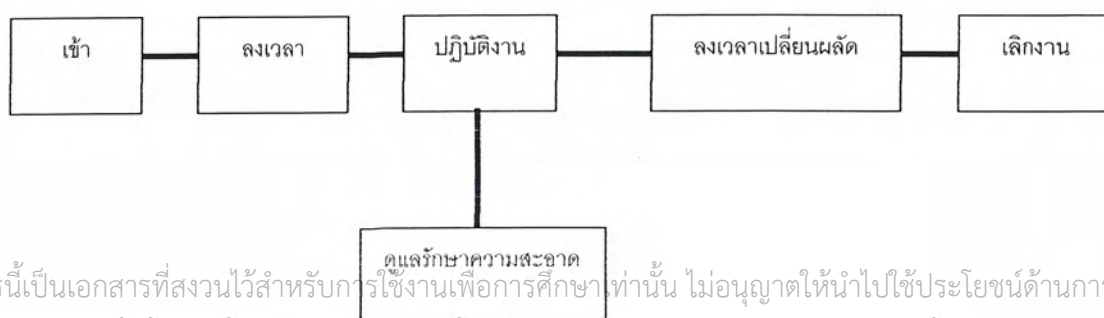 เข้า
ลงเวลา
ปฏิบัติงาน
ลงเวลาเปลี่ยนผลัด
เลิกงาน
ดูแลรักษาความสะอาด
รนี้เป็นเอกสารที่สงวนไว้สำหรับการใช้งานเพื่อการศึกษาเท่านั้น ไม่อนุญาตให้นำไปใช้ประโยชน์ด้านการ